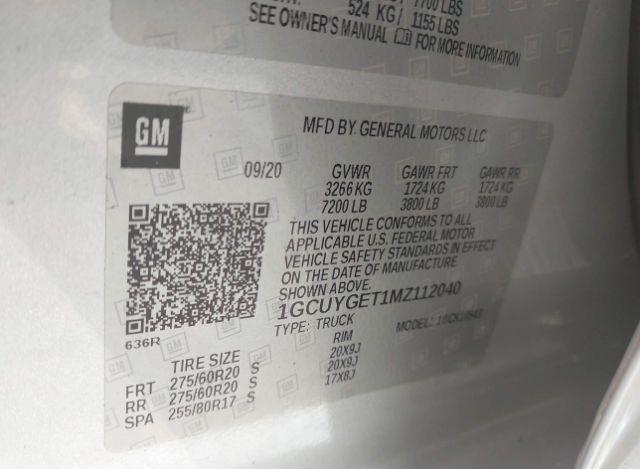 7700 LBS
524 KG / 1155 LBS
SEE OWNER'S MANUAL FOR MORE INFORMATION
GM
MFD BY GENERAL MOTORS LLC
09/20 GVWR GAWR FRT GAWR RR
3266 KG 1724 KG 1724 KG
7200 LB 3800 LB 3800 LB
THIS VEHICLE CONFORMS TO ALL
APPLICABLE U.S. FEDERAL MOTOR
VEHICLE SAFETY STANDARDS IN EFFECT
ON THE DATE OF MANUFACTURE
SHOWN ABOVE.
1GCUYGET1MZ112040
TYPE: TRUCK MODEL:
636R
TIRE SIZE RIM
FRT 275/60R20 S 20X9J
RR 275/60R20 S 20X9J
SPA 255/80R17 S 17X8J